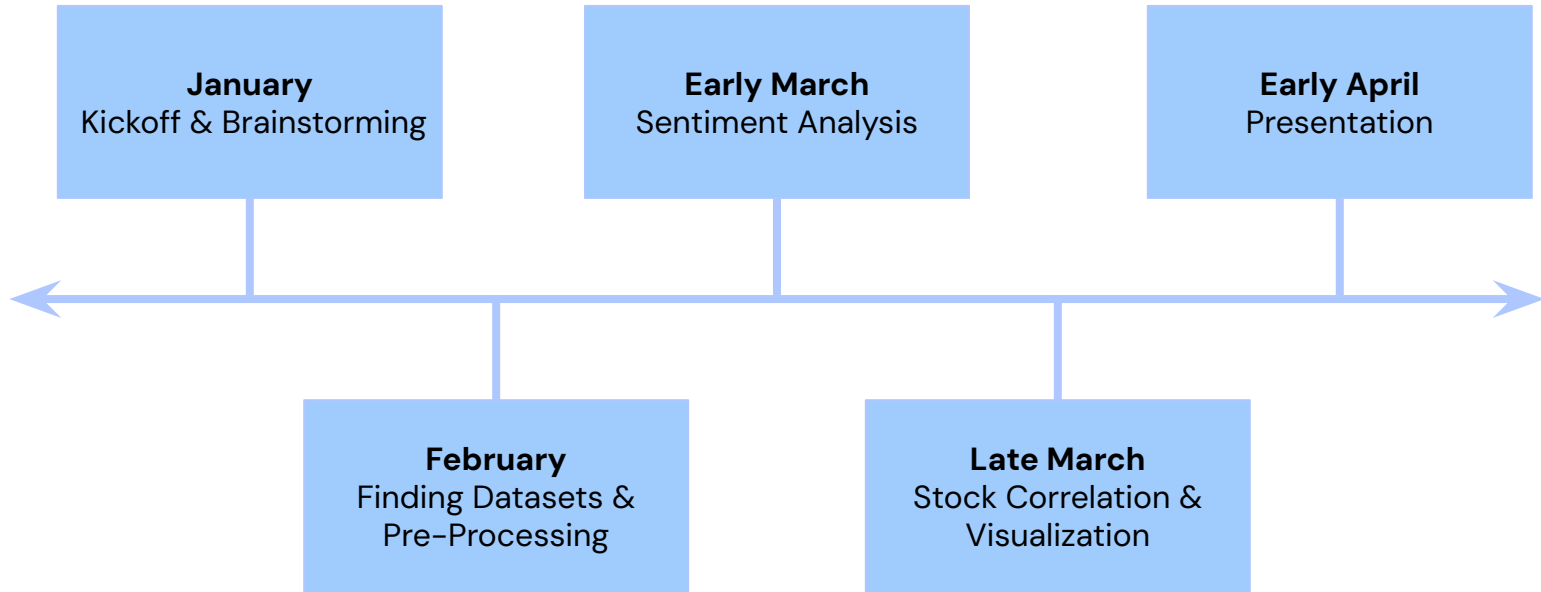 January
Kickoff & Brainstorming
February
Finding Datasets &
Pre-Processing
Early March
Sentiment Analysis
Late March
Stock Correlation &
Visualization
Early April
Presentation